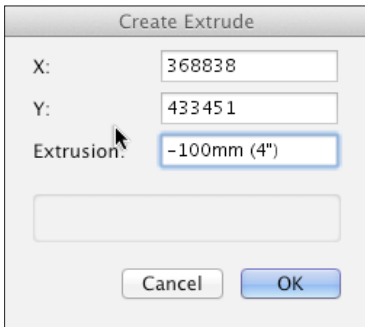 Create Extrude
X: 368838
Y: 433451
Extrusion: -100mm (4")
Cancel OK